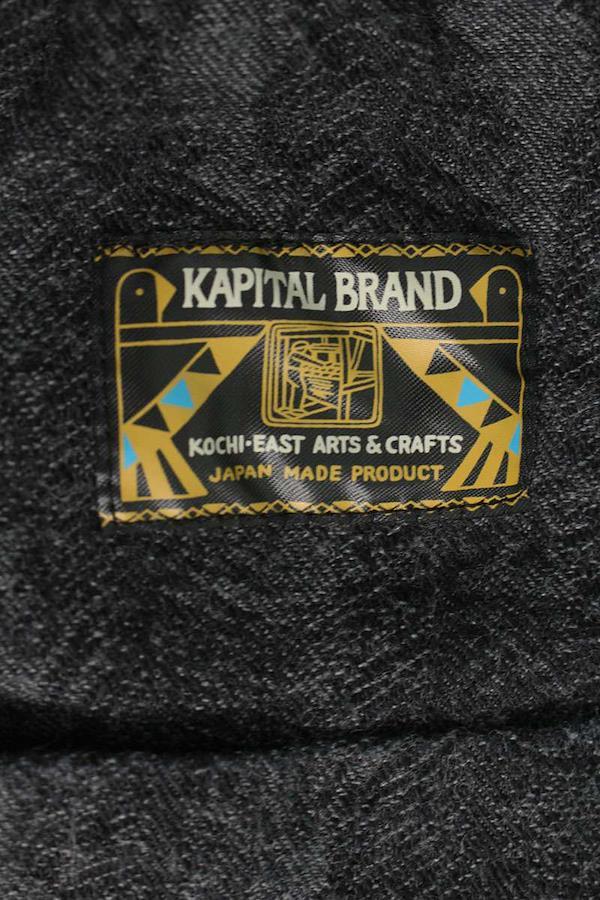 KAPITAL BRAND
KOCHI-EAST ARTS & CRAFTS
JAPAN MADE PRODUCT